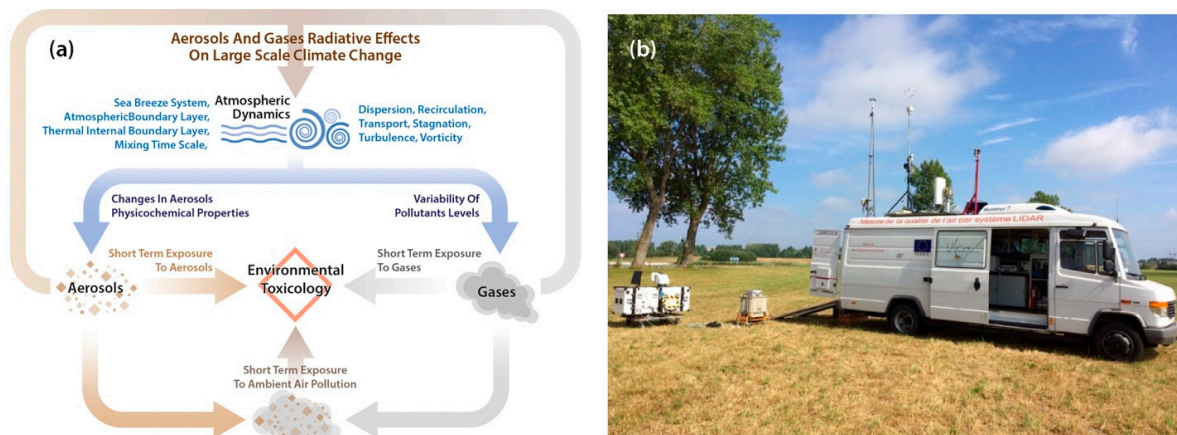 (a)
Aerosols And Gases Radiative Effects
On Large Scale Climate Change
Sea Breeze System,
AtmosphericBoundary Layer,
Thermal Internal Boundary Layer,
Mixing Time Scale,
Atmospheric
Dynamics
Dispersion, Recirculation,
Transport, Stagnation,
Turbulence, Vorticity
Changes In Aerosols
Physicochemical Properties
Variability Of
Pollutants Levels
Short Term Exposure
To Aerosols
Environmental
Toxicology
Short Term Exposure
To Gases
Aerosols
Gases
Short Term Exposure
To Ambient Air Pollution
(b)
Mesure de la qualité de l'air par système LIDAR